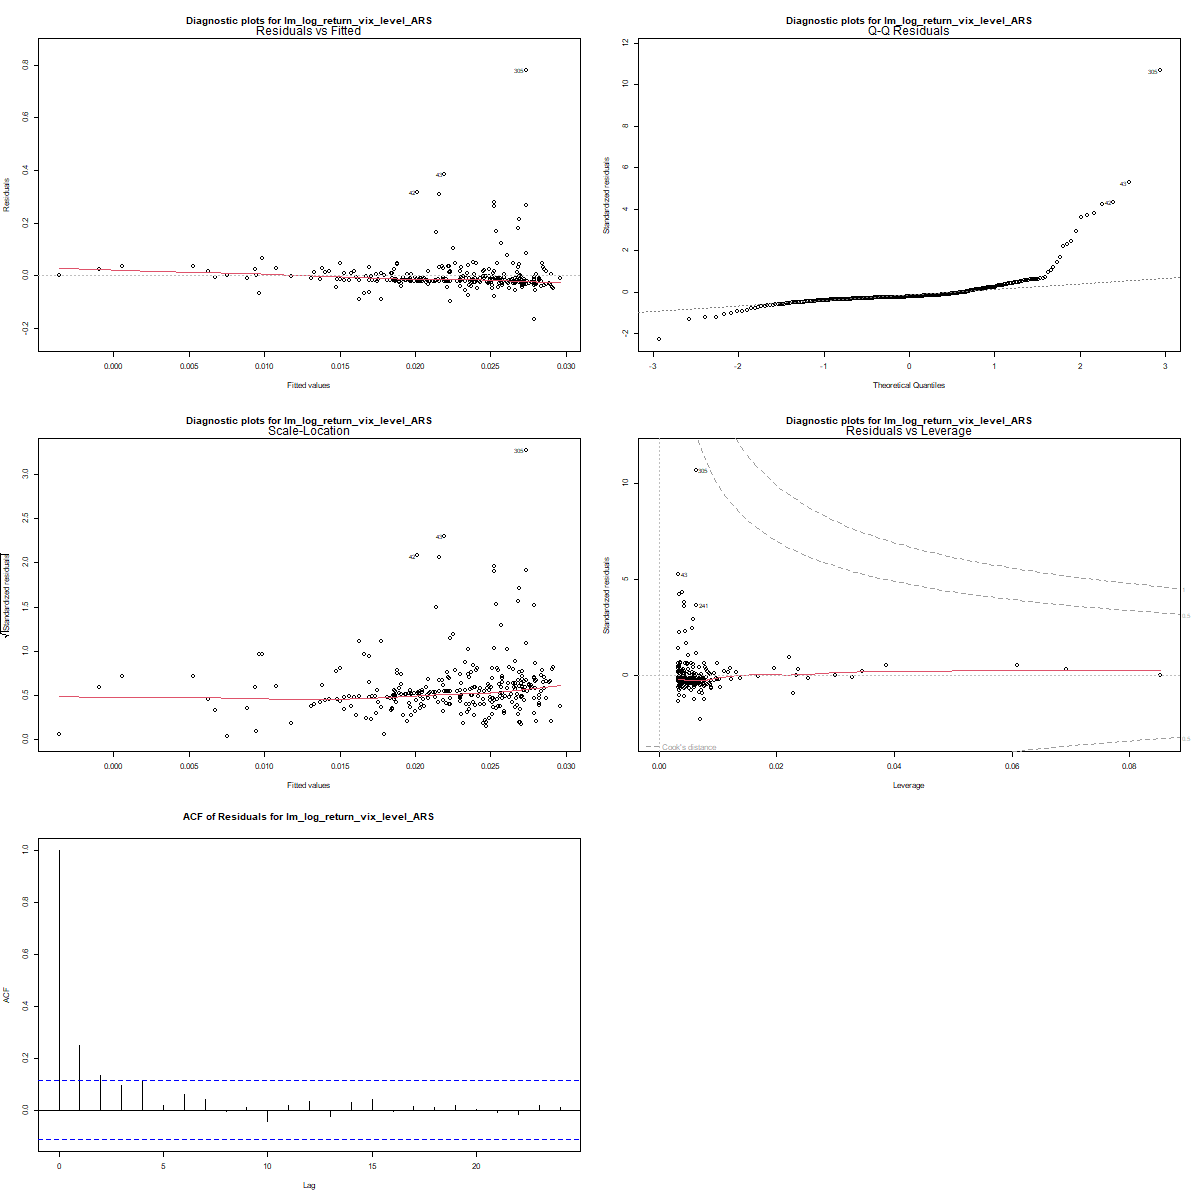 Diagnostic plots for lm_log_return_vix_level_ARS
Residuals vs Fitted
Residuals
0.8
0.6
0.4
0.2
0.0
-0.2
305
43
42
0.000 0.005 0.010 0.015 0.020 0.025 0.030
Fitted values
Diagnostic plots for lm_log_return_vix_level_ARS
Q-Q Residuals
Standardized residuals
12
10
8
6
4
2
0
-2
305
43
42
-3 -2 -1 0 1 2 3
Theoretical Quantiles
Diagnostic plots for lm_log_return_vix_level_ARS
Scale-Location
√|Standardized residuals|
3.0
2.5
2.0
1.5
1.0
0.5
0.0
305
43
42
0.000 0.005 0.010 0.015 0.020 0.025 0.030
Fitted values
Diagnostic plots for lm_log_return_vix_level_ARS
Residuals vs Leverage
Standardized residuals
10
5
0
305
43
241
1
0.5
0.5
Cook's distance
0.00 0.02 0.04 0.06 0.08
Leverage
ACF of Residuals for lm_log_return_vix_level_ARS
ACF
1.0
0.8
0.6
0.4
0.2
0.0
0 5 10 15 20
Lag